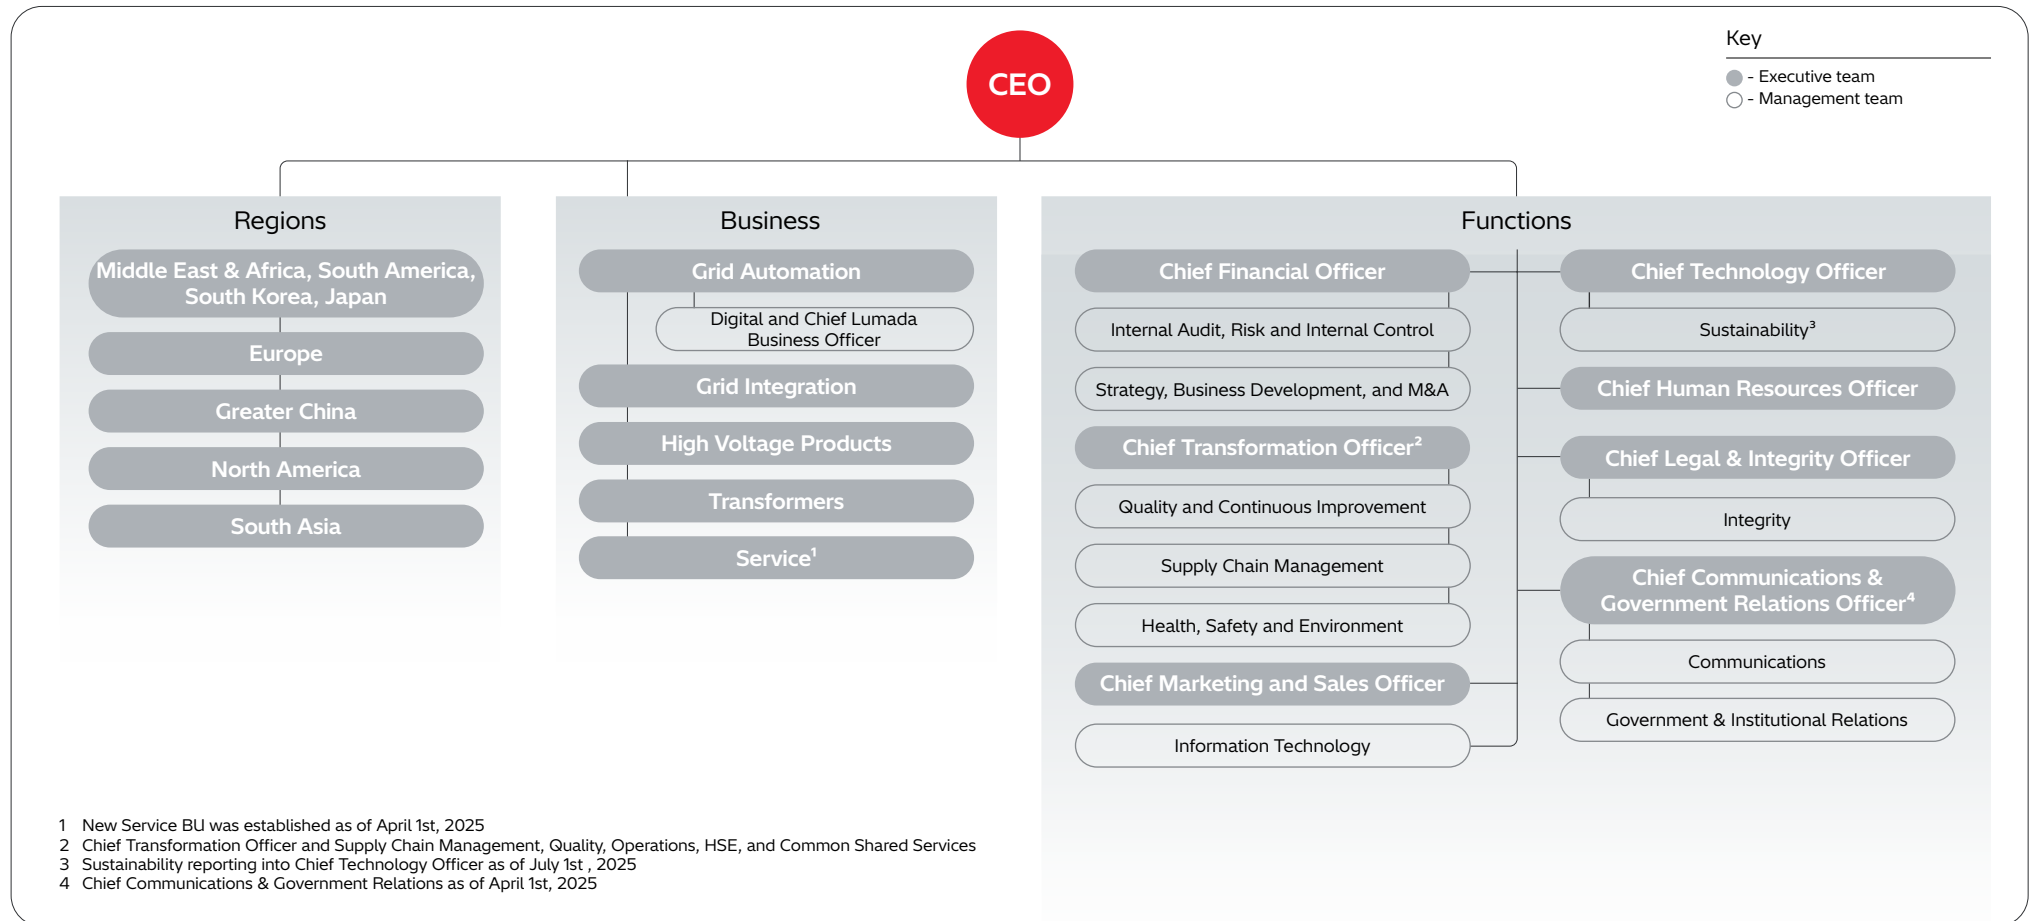 CEO
Key
- Executive team
- Management team
Regions
Middle East & Africa, South America,
South Korea, Japan
Europe
Greater China
North America
South Asia
Business
Grid Automation
Digital and Chief Lumada
Business Officer
Grid Integration
High Voltage Products
Transformers
Service¹
Functions
Chief Financial Officer
Internal Audit, Risk and Internal Control
Strategy, Business Development, and M&A
Chief Transformation Officer²
Quality and Continuous Improvement
Supply Chain Management
Health, Safety and Environment
Chief Marketing and Sales Officer
Information Technology
Chief Technology Officer
Sustainability³
Chief Human Resources Officer
Chief Legal & Integrity Officer
Integrity
Chief Communications &
Government Relations Officer⁴
Communications
Government & Institutional Relations
1 New Service BU was established as of April 1st, 2025
2 Chief Transformation Officer and Supply Chain Management, Quality, Operations, HSE, and Common Shared Services
3 Sustainability reporting into Chief Technology Officer as of July 1st , 2025
4 Chief Communications & Government Relations as of April 1st, 2025